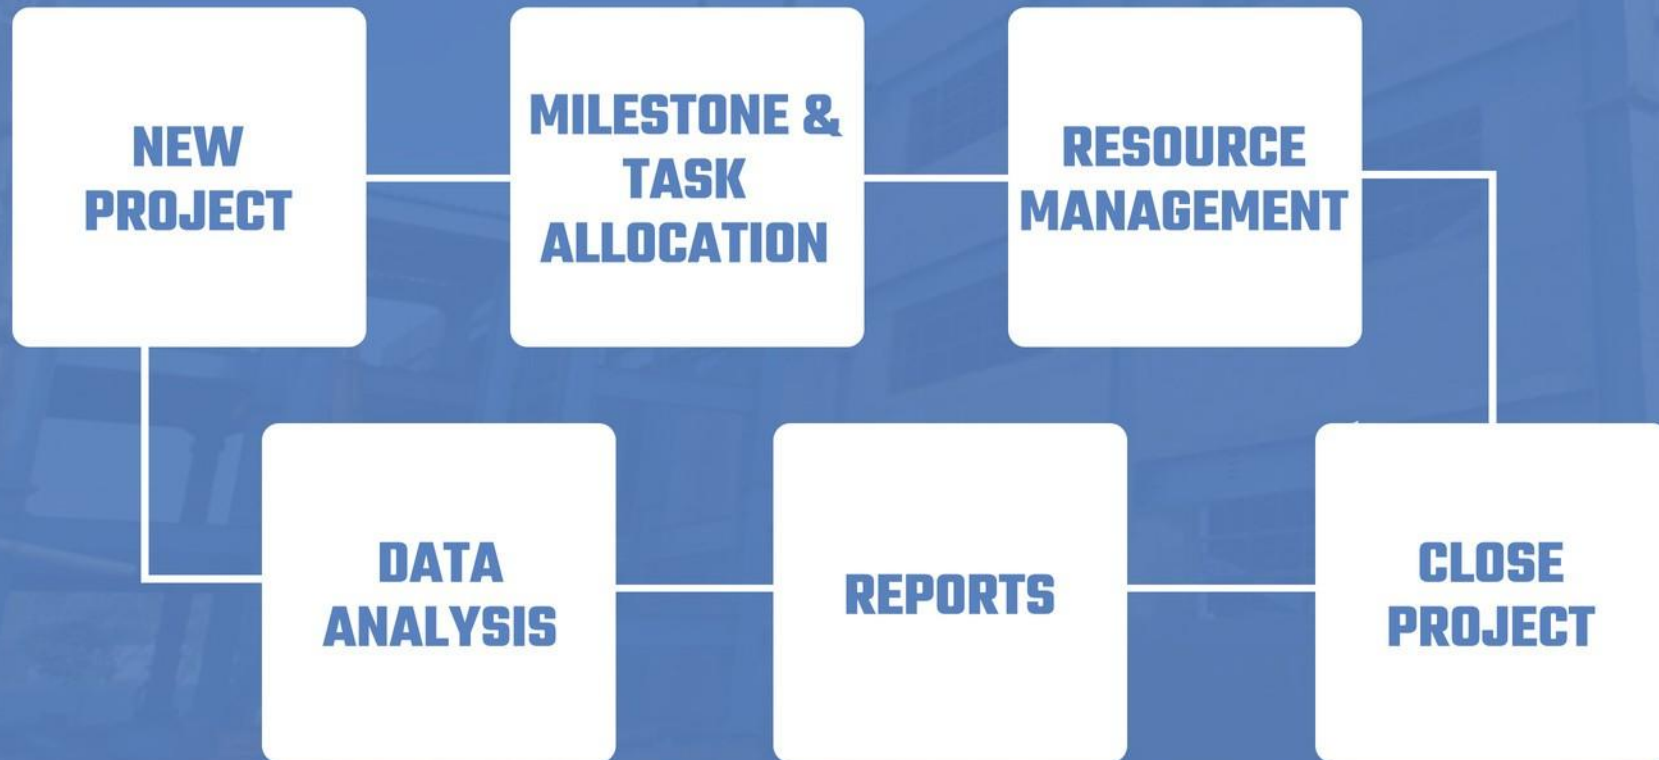 NEW
PROJECT
MILESTONE &
TASK
ALLOCATION
RESOURCE
MANAGEMENT
DATA
ANALYSIS
REPORTS
CLOSE
PROJECT